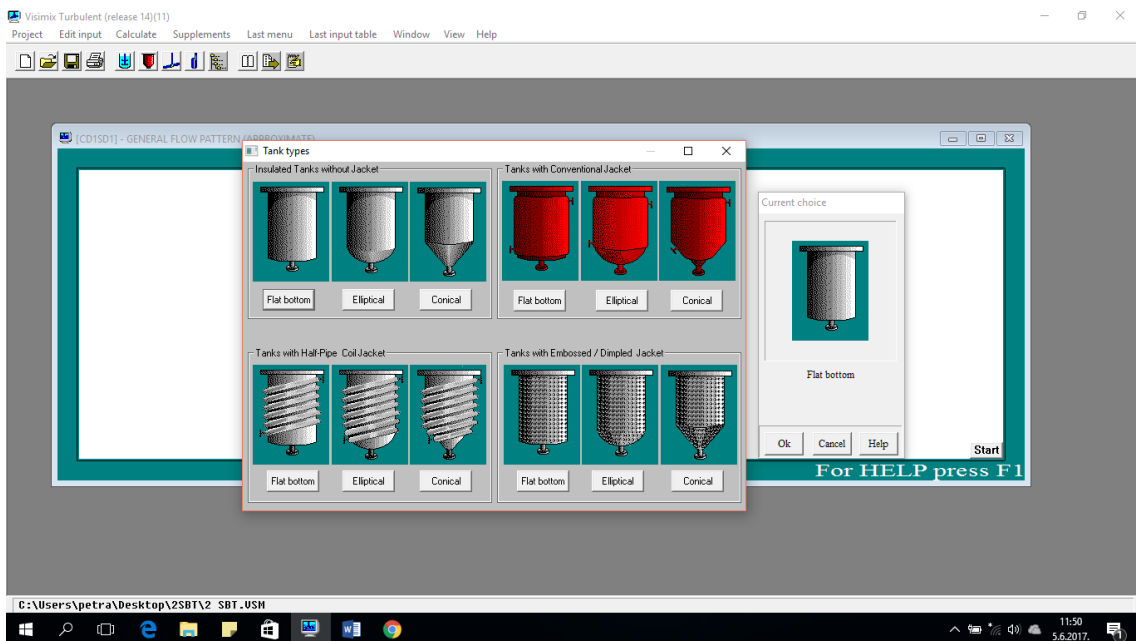 Visimix Turbulent (release 14)(11)
Project Edit input Calculate Supplements Last menu Last input table Window View Help
[CD1SD1] - GENERAL FLOW PATTERN (APPROXIMATE)
Tank types
Insulated Tanks without Jacket
Flat bottom Elliptical Conical
Tanks with Conventional Jacket
Flat bottom Elliptical Conical
Tanks with Half-Pipe Coil Jacket
Flat bottom Elliptical Conical
Tanks with Embossed / Dimpled Jacket
Flat bottom Elliptical Conical
Current choice
Flat bottom
Ok Cancel Help
Start
For HELP press F1
C:\Users\petra\Desktop\2SBT\2 SBT.VSM
11:50
5.6.2017.
1